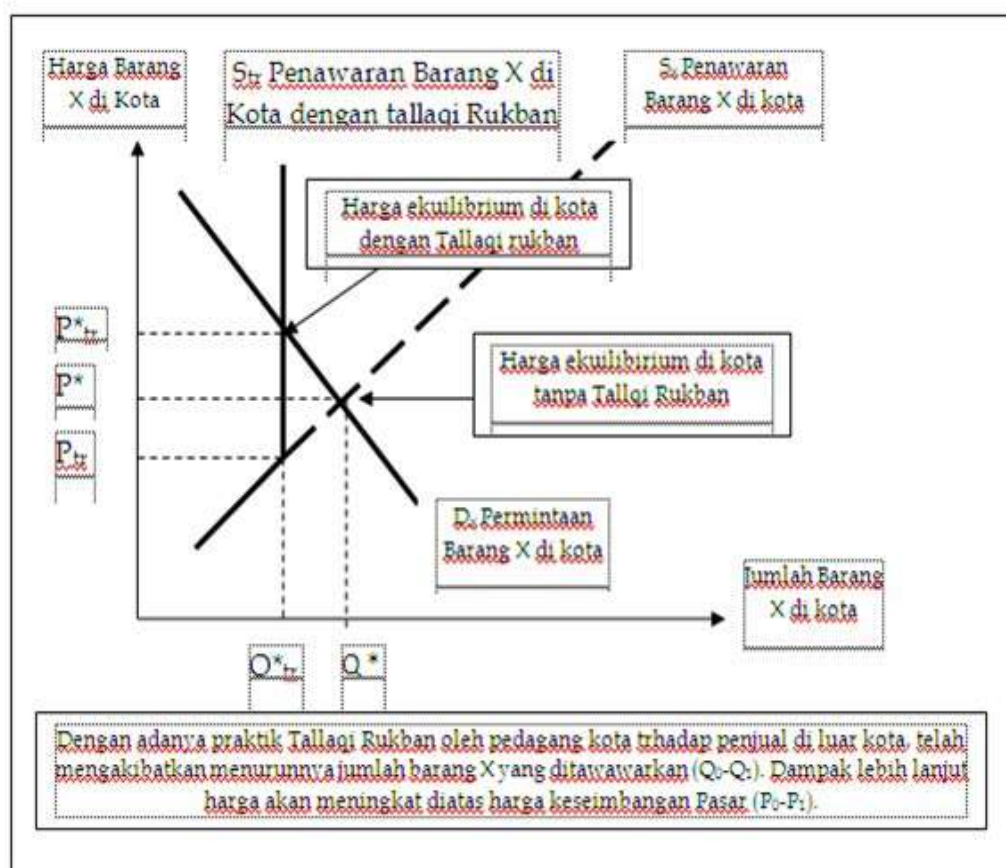 Harga Barang
X di Kota
Str Penawaran Barang X di
Kota dengan tallaqi Rukban
Sx Penawaran
Barang X di kota
Harga ekuilibrium di kota
dengan Tallaqi rukban
P*tr
P*
Ptr
Harga ekuilibirium di kota
tanpa Tallqi Rukban
Dx Permintaan
Barang X di kota
Jumlah Barang
X di kota
Q*tr
Q *
Dengan adanya praktik Tallaqi Rukban oleh pedagang kota trhadap penjual di luar kota, telah
mengakibatkan menurunnya jumlah barang X yang ditawawarkan (Q0-Q1). Dampak lebih lanjut
harga akan meningkat diatas harga keseimbangan Pasar (P0-P1).